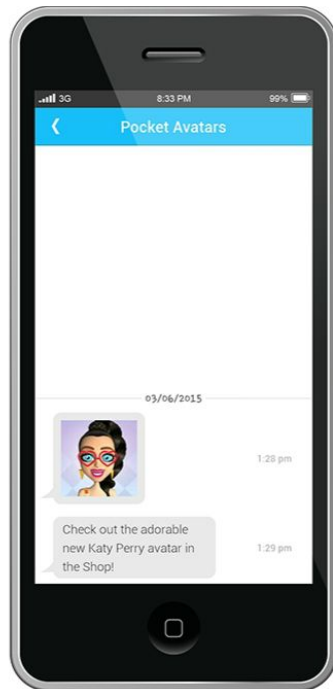 3G 8:33 PM 99%
Pocket Avatars
03/06/2015
1:28 pm
Check out the adorable
new Katy Perry avatar in
the Shop!
1:29 pm